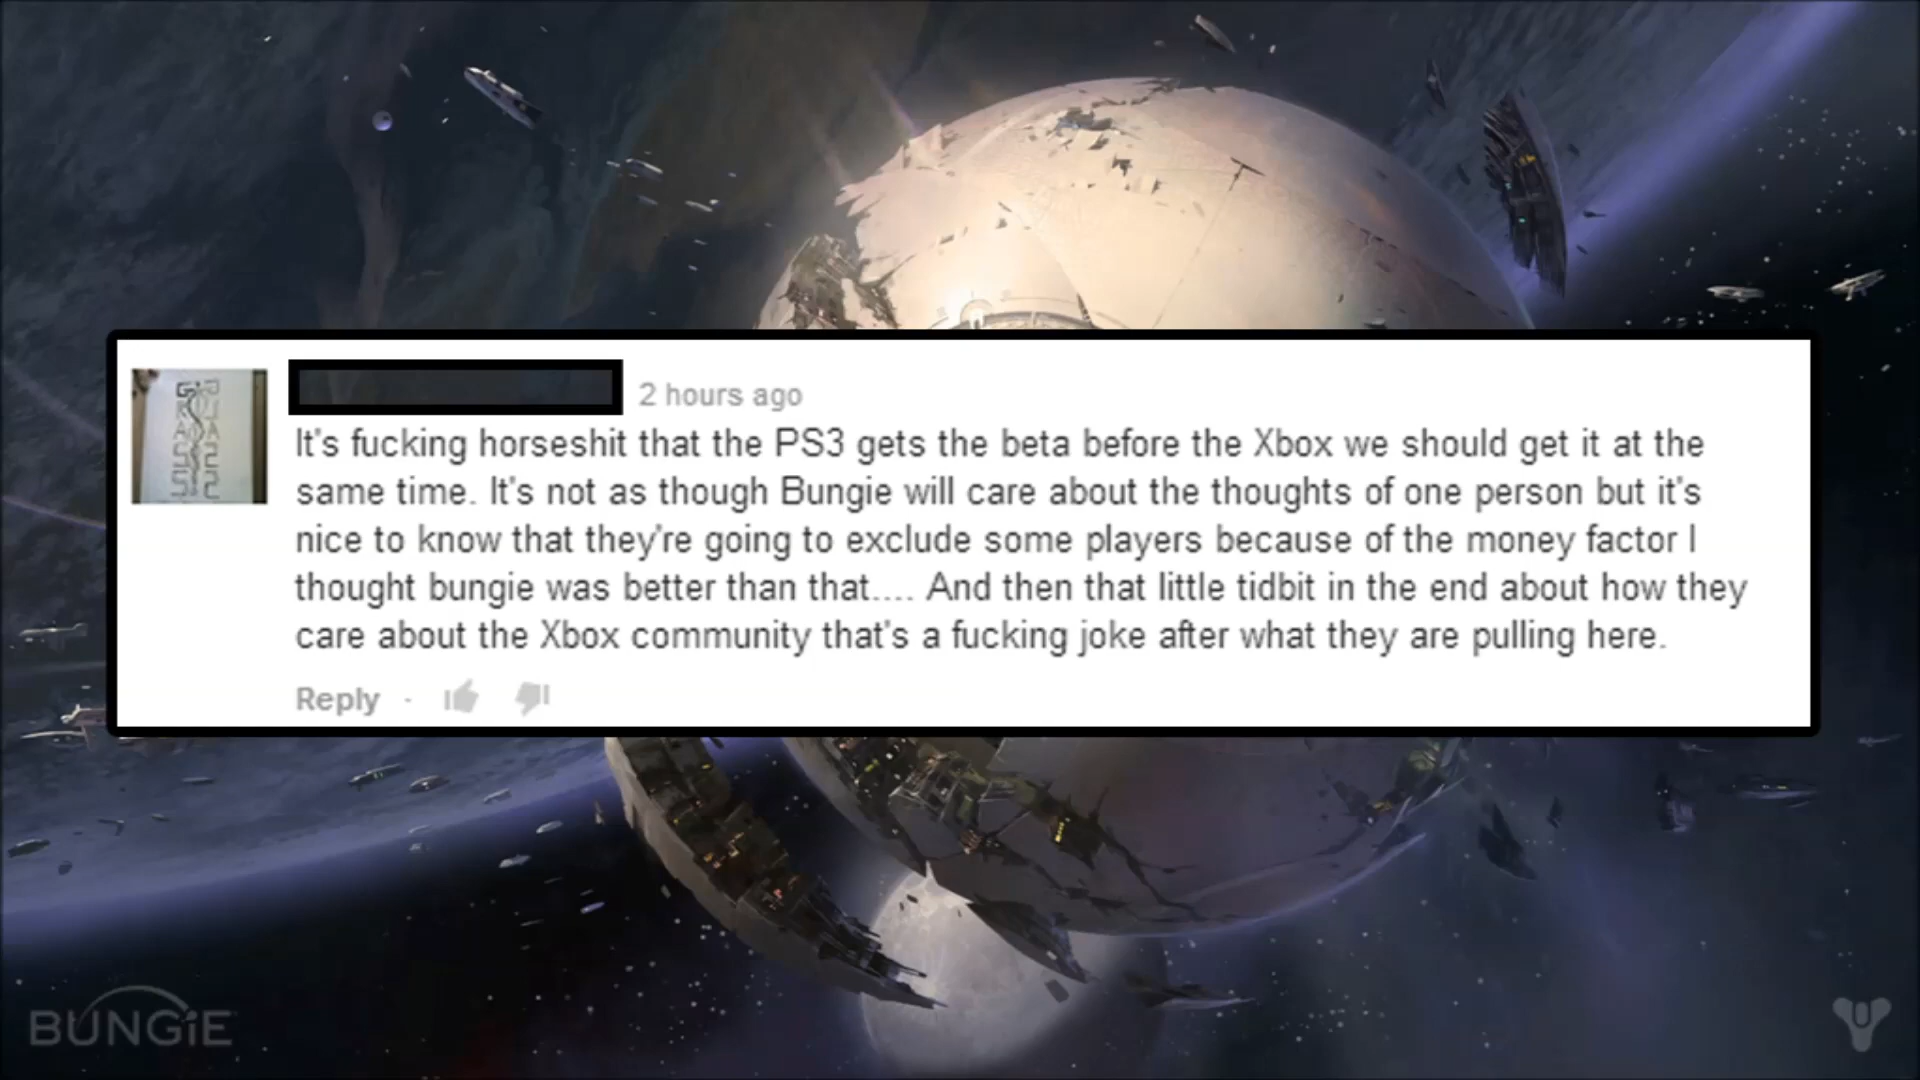 2 hours ago
It's fucking horseshit that the PS3 gets the beta before the Xbox we should get it at the
same time. It's not as though Bungie will care about the thoughts of one person but it's
nice to know that they're going to exclude some players because of the money factor I
thought bungie was better than that.... And then that little tidbit in the end about how they
care about the Xbox community that's a fucking joke after what they are pulling here.
Reply ·
BUNGiE